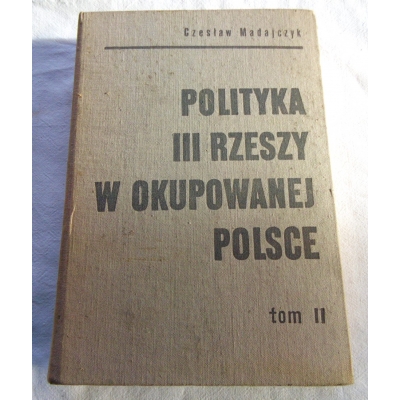 Czesław Madajczyk
POLITYKA
III RZESZY
W OKUPOWANEJ
POLSCE
tom II